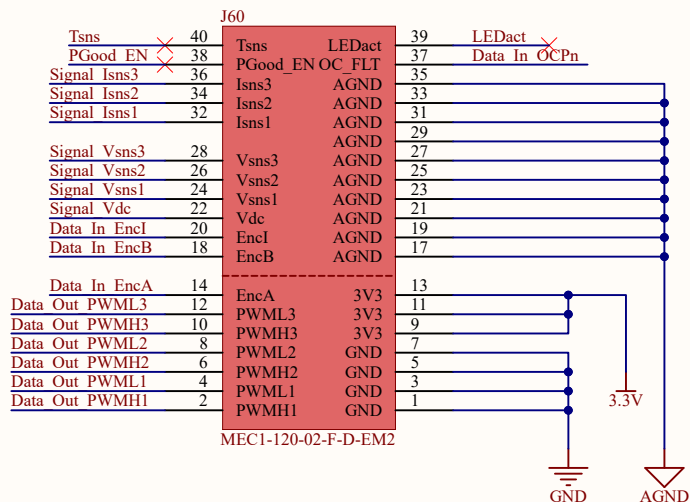 J60
Tsns 40 Tsns LEDact 39 LEDact
PGood_EN 38 PGood_EN OC_FLT 37 Data_In_OCPn
Signal_Isns3 36 Isns3 AGND 35
Signal_Isns2 34 Isns2 AGND 33
Signal_Isns1 32 Isns1 AGND 31
AGND 29
Signal_Vsns3 28 Vsns3 AGND 27
Signal_Vsns2 26 Vsns2 AGND 25
Signal_Vsns1 24 Vsns1 AGND 23
Signal_Vdc 22 Vdc AGND 21
Data_In_EncI 20 EncI AGND 19
Data_In_EncB 18 EncB AGND 17
Data_In_EncA 14 EncA 3V3 13
Data_Out_PWML3 12 PWML3 3V3 11
Data_Out_PWMH3 10 PWMH3 3V3 9
Data_Out_PWML2 8 PWML2 GND 7
Data_Out_PWMH2 6 PWMH2 GND 5
Data_Out_PWML1 4 PWML1 GND 3
Data_Out_PWMH1 2 PWMH1 GND 1
3.3V
MEC1-120-02-F-D-EM2
GND
AGND